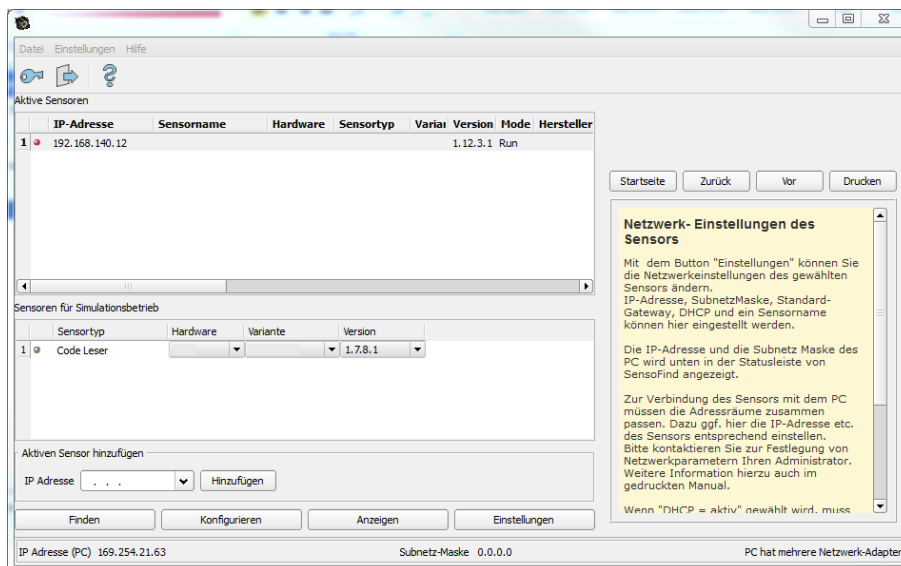 Datei Einstellungen Hilfe
Aktive Sensoren
IP-Adresse Sensorname Hardware Sensortyp Variar Version Mode Hersteller
1 192.168.140.12 1.12.3.1 Run
Sensoren für Simulationsbetrieb
Sensortyp Hardware Variante Version
1 Code Leser 1.7.8.1
Aktiven Sensor hinzufügen
IP Adresse . . . Hinzufügen
Finden Konfigurieren Anzeigen Einstellungen
Startseite Zurück Vor Drucken
Netzwerk- Einstellungen des
Sensors
Mit dem Button "Einstellungen" können Sie
die Netzwerkeinstellungen des gewählten
Sensors ändern.
IP-Adresse, SubnetzMaske, Standard-
Gateway, DHCP und ein Sensorname
können hier eingestellt werden.
Die IP-Adresse und die Subnetz Maske des
PC wird unten in der Statusleiste von
SensoFind angezeigt.
Zur Verbindung des Sensors mit dem PC
müssen die Adressräume zusammen
passen. Dazu ggf. hier die IP-Adresse etc.
des Sensors entsprechend einstellen.
Bitte kontaktieren Sie zur Festlegung von
Netzwerkparametern Ihren Administrator.
Weitere Information hierzu auch im
gedruckten Manual.
Wenn "DHCP = aktiv" gewählt wird, muss
IP Adresse (PC) 169.254.21.63 Subnetz-Maske 0.0.0.0 PC hat mehrere Netzwerk-Adapter